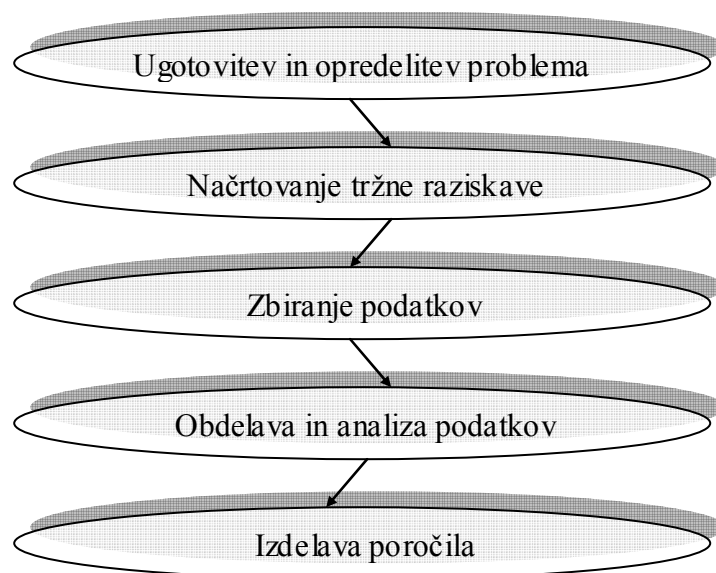 Ugotovitev in opredelitev problema
Načrtovanje tržne raziskave
Zbiranje podatkov
Obdelava in analiza podatkov
Izdelava poročila